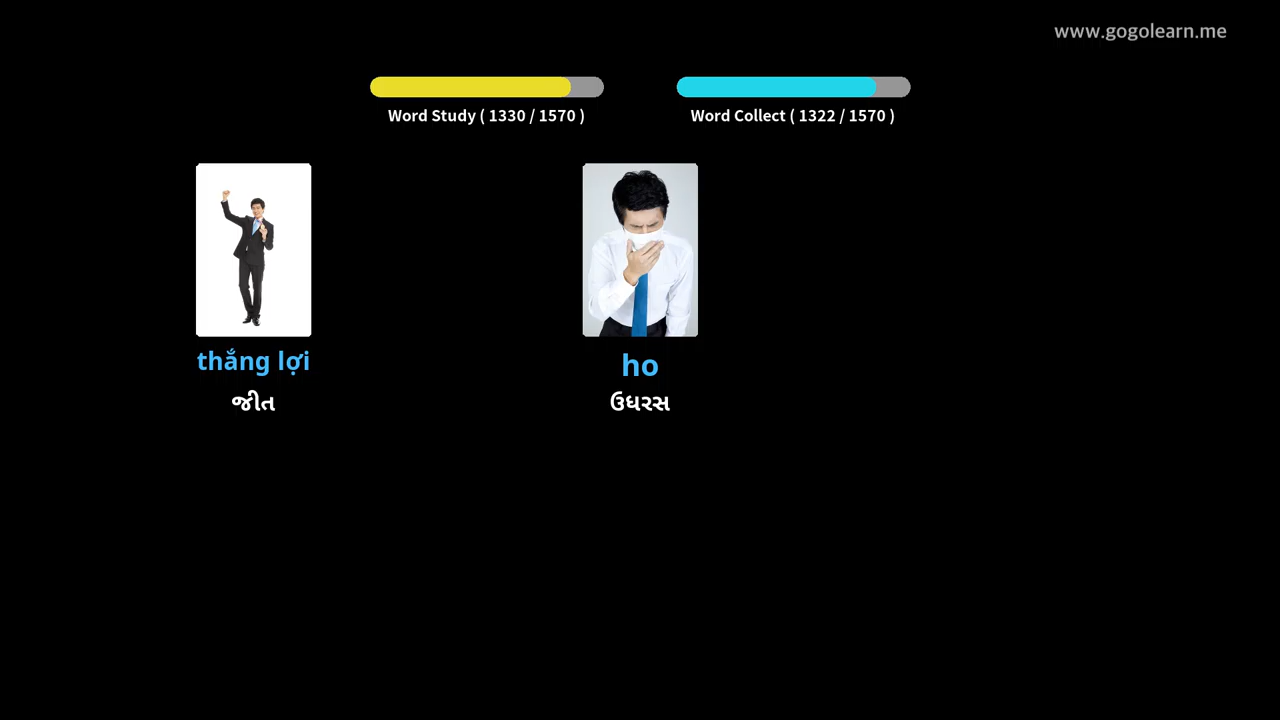 www.gogolearn.me
Word Study ( 1330 / 1570 )
Word Collect ( 1322 / 1570 )
thắng lợi
ho
જીત
ઉધરસ